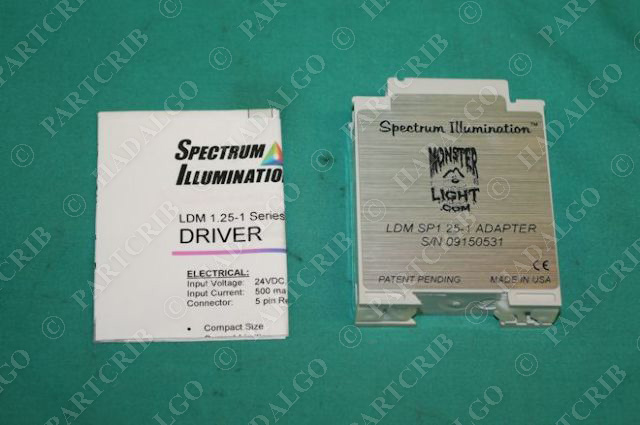 SPECTRUM
ILLUMINATIO
LDM 1.25-1 Series
DRIVER
ELECTRICAL:
Input Voltage: 24VDC
Input Current: 500 ma
Connector: 5 pin Re
• Compact Size
Spectrum Illumination™
MONSTER
LIGHT
.COM
LDM SP1.25-1 ADAPTER
S/N 09150531
CE
PATENT PENDING MADE IN USA
© PARTCRIB
HADALGO